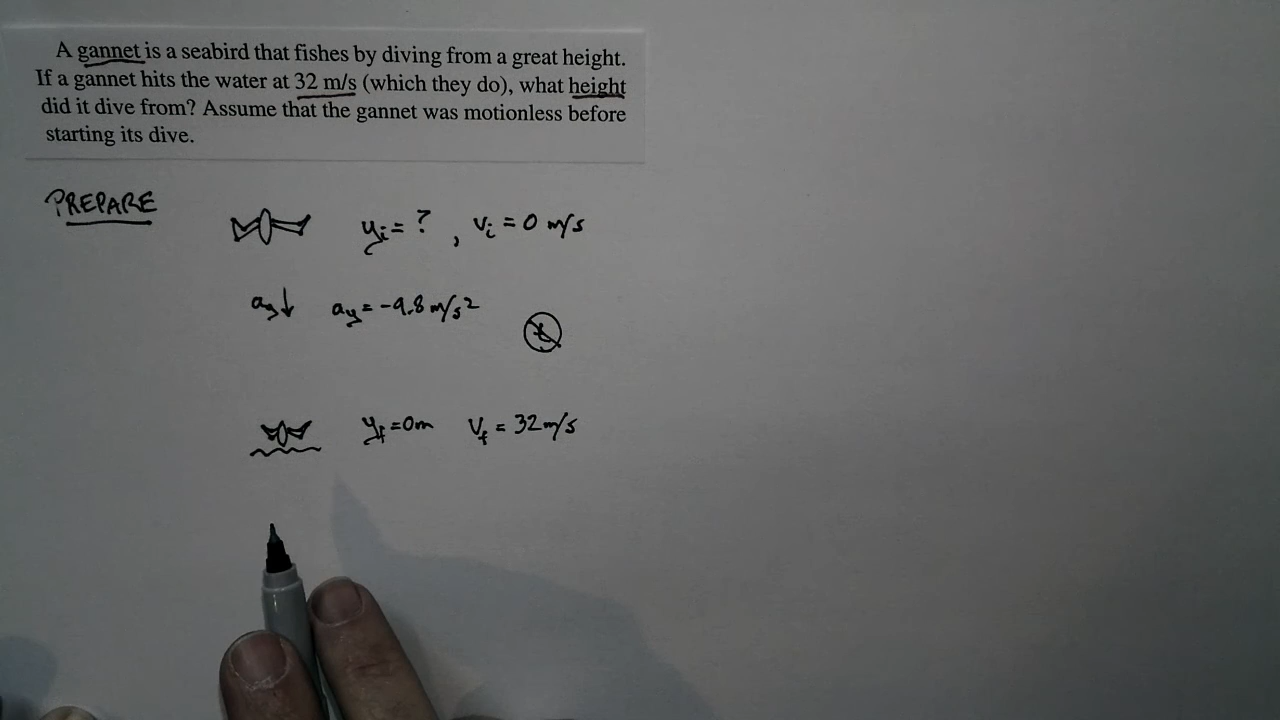 A gannet is a seabird that fishes by diving from a great height.
If a gannet hits the water at 32 m/s (which they do), what height
did it dive from? Assume that the gannet was motionless before
starting its dive.
PREPARE
yi = ? , vi = 0 m/s
ag↓ ay = -9.8 m/s²
t
yf = 0m vf = 32 m/s